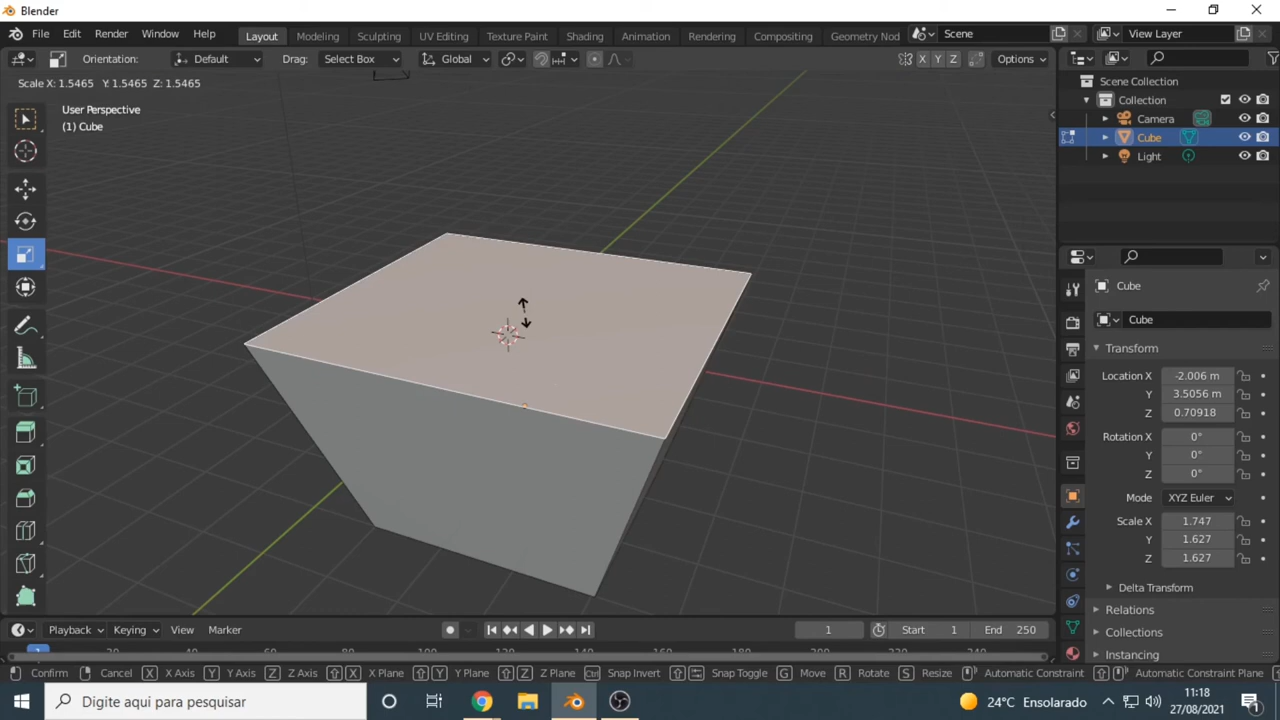 Blender
File Edit Render Window Help Layout Modeling Sculpting UV Editing Texture Paint Shading Animation Rendering Compositing Geometry Nod Scene View Layer
Orientation: Default Drag: Select Box Global X Y Z Options
Scale X: 1.5465 Y: 1.5465 Z: 1.5465
User Perspective
(1) Cube
Scene Collection
Collection
Camera
Cube
Light
Cube
Cube
Transform
Location X -2.006 m
Y 3.5056 m
Z 0.70918
Rotation X 0°
Y 0°
Z 0°
Mode XYZ Euler
Scale X 1.747
Y 1.627
Z 1.627
Delta Transform
Relations
Collections
Instancing
Playback Keying View Marker 1 Start 1 End 250
Confirm Cancel X X Axis Y Y Axis Z Z Axis X X Plane Y Y Plane Z Z Plane Ctrl Snap Invert Snap Toggle G Move R Rotate S Resize Automatic Constraint Automatic Constraint Plane
Digite aqui para pesquisar 24°C Ensolarado 11:18
27/08/2021